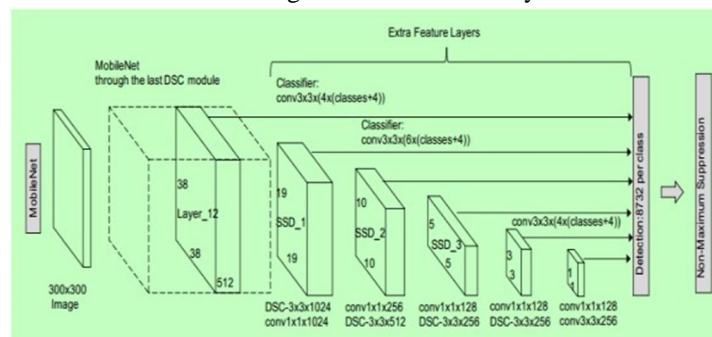 Extra Feature Layers
MobileNet
through the last DSC module
Classifier:
conv3x3x(4x(classes+4))
Classifier:
conv3x3x(6x(classes+4))
MobileNet
38
Layer_12
38
512
19
SSD_1
19
10
SSD_2
10
5
SSD_3
5
conv3x3x(4x(classes+4))
3
3
1
1
Detection:8732 per class
Non-Maximum Suppression
300x300
Image
DSC-3x3x1024
conv1x1x1024
conv1x1x256
DSC-3x3x512
conv1x1x128
DSC-3x3x256
conv1x1x128
DSC-3x3x256
conv1x1x128
conv3x3x256